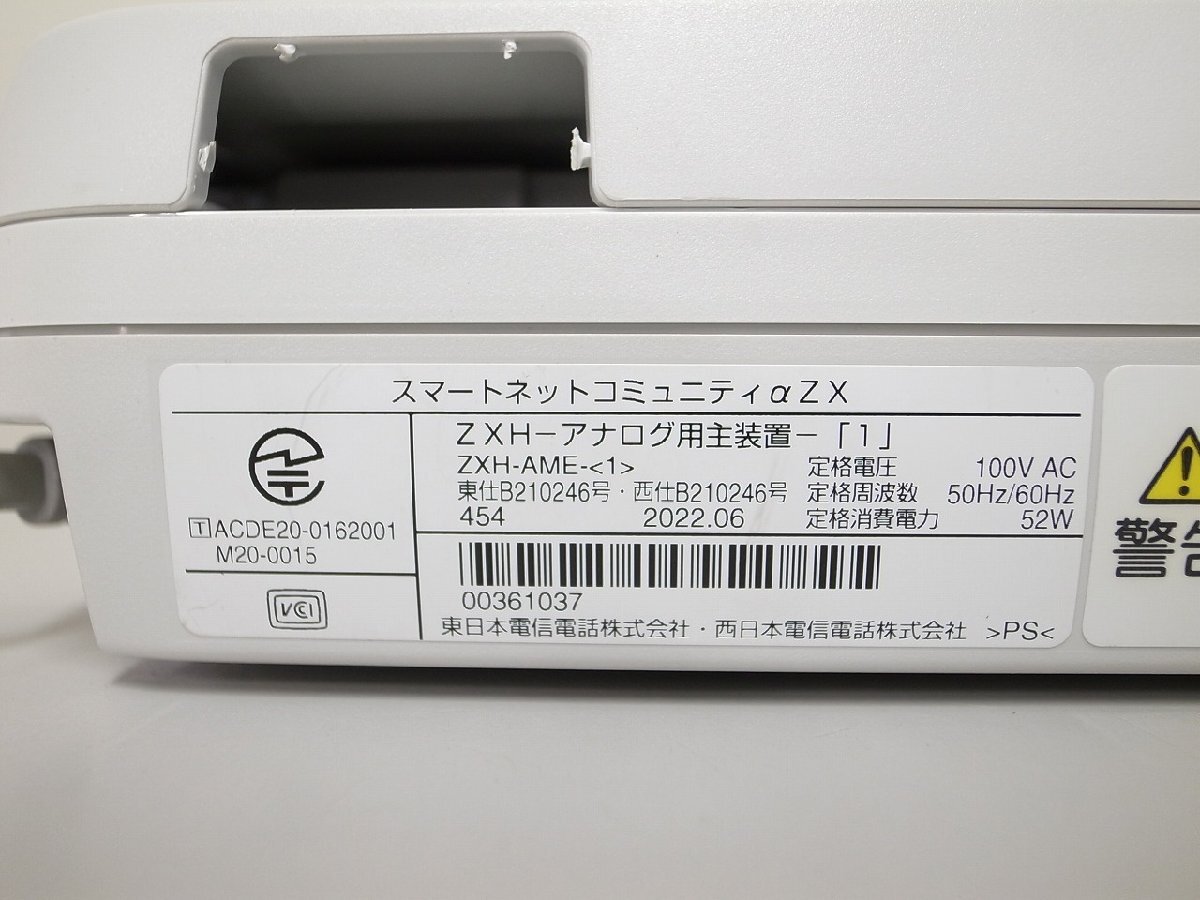 スマートネットコミュニティαZX
ZXH-アナログ用主装置-「1」
ZXH-AME-<1>
定格電圧 100V AC
東仕B210246号・西仕B210246号
定格周波数 50Hz/60Hz
454 2022.06
定格消費電力 52W
T ACDE20-0162001
M20-0015
VCCI
00361037
東日本電信電話株式会社・西日本電信電話株式会社 >PS<
警告